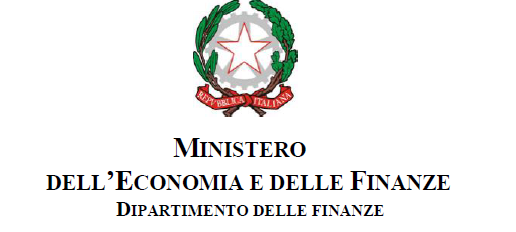 REPVBBLICA ITALIANA
MINISTERO
DELL’ECONOMIA E DELLE FINANZE
DIPARTIMENTO DELLE FINANZE